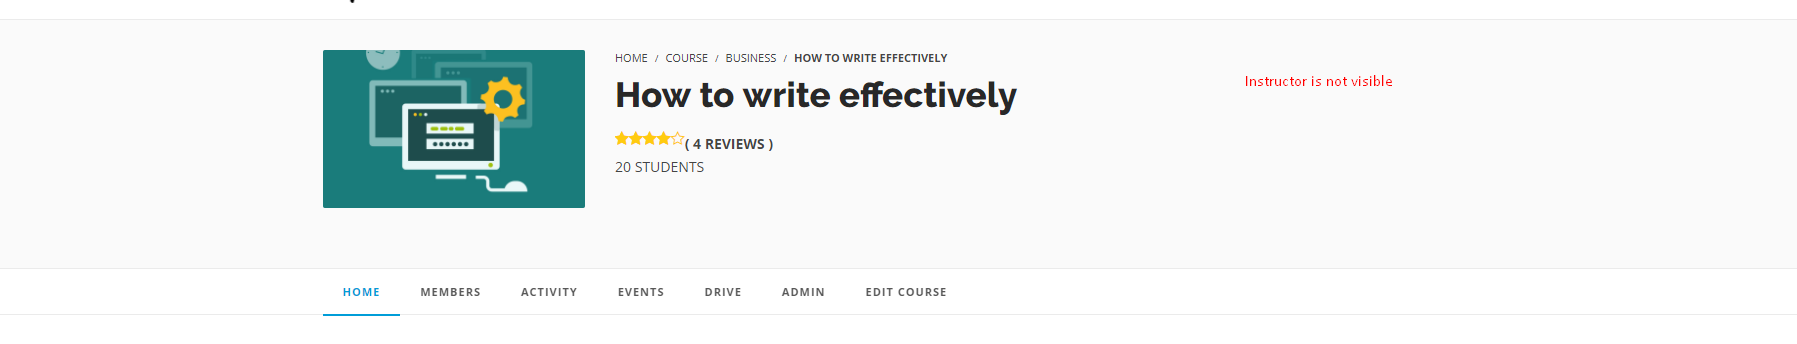 HOME / COURSE / BUSINESS / HOW TO WRITE EFFECTIVELY
How to write effectively
Instructor is not visible
( 4 REVIEWS )
20 STUDENTS
HOME MEMBERS ACTIVITY EVENTS DRIVE ADMIN EDIT COURSE